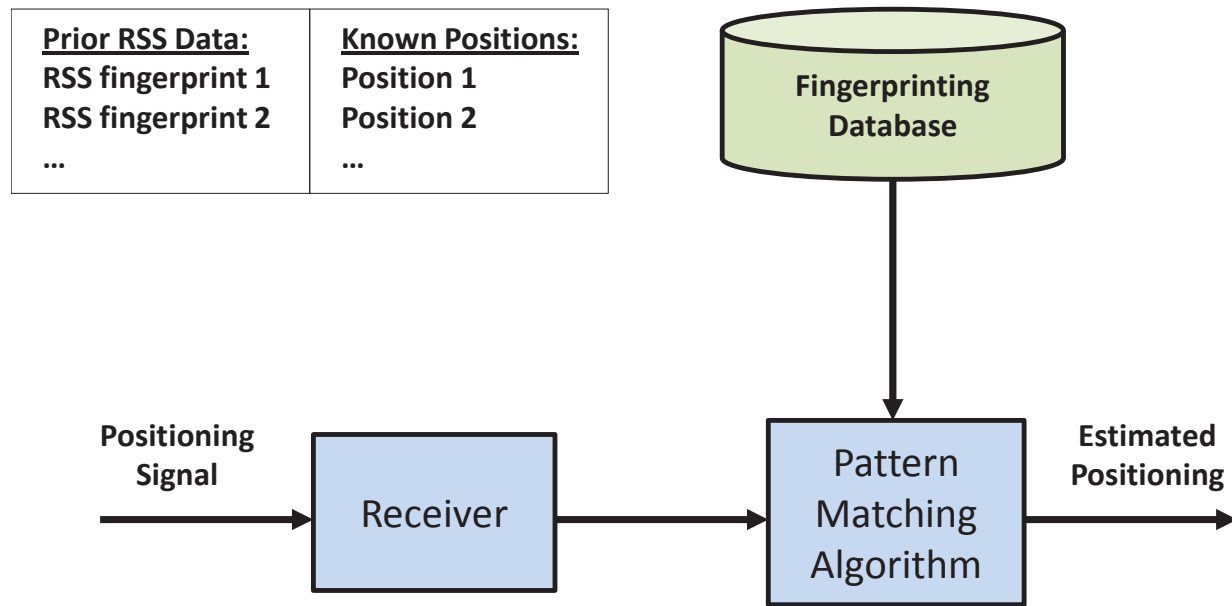 Prior RSS Data:
RSS fingerprint 1
RSS fingerprint 2
...
Known Positions:
Position 1
Position 2
...
Fingerprinting
Database
Positioning
Signal
Receiver
Pattern
Matching
Algorithm
Estimated
Positioning